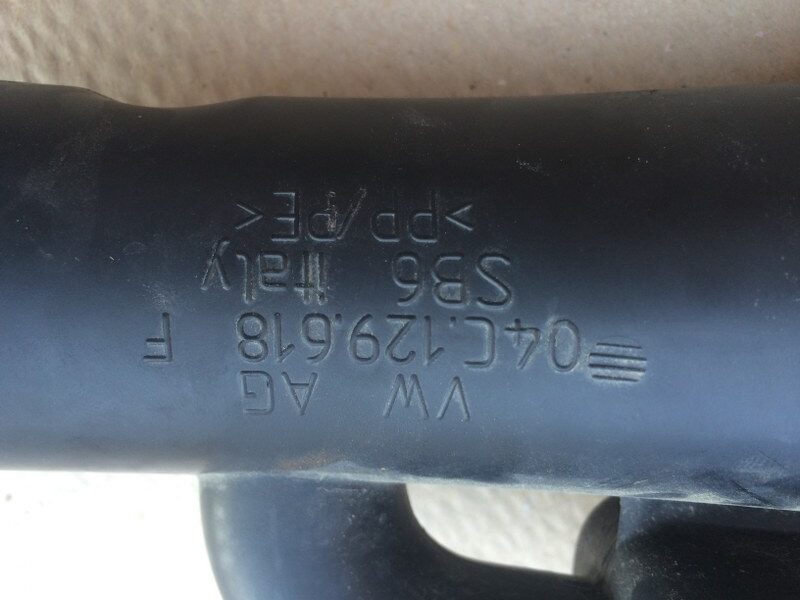 VW AG
04C.129.618 F
SB6 italy
>PP/PE<